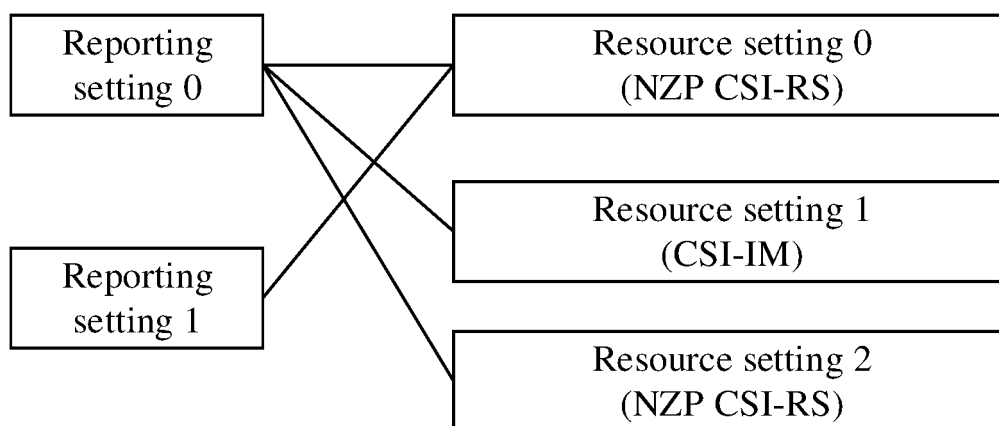 Reporting
setting 0
Resource setting 0
(NZP CSI-RS)
Resource setting 1
(CSI-IM)
Reporting
setting 1
Resource setting 2
(NZP CSI-RS)